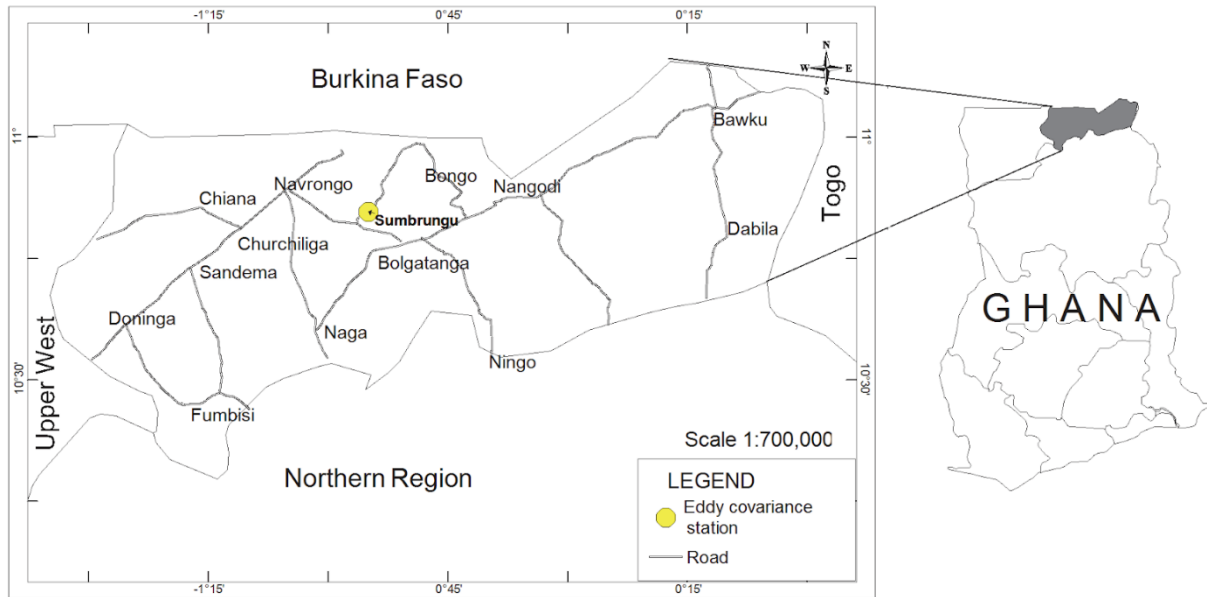 -1°15'
0°45'
0°15'
N
W E
S
Burkina Faso
11°
11°
Bawku
Navrongo
Bongo
Nangodi
Chiana
Togo
Sumbrungu
Churchiliga
Dabila
Bolgatanga
Sandema
GHANA
Doninga
Naga
Ningo
10°30'
10°30'
Upper West
Fumbisi
Scale 1:700,000
Northern Region
LEGEND
Eddy covariance
station
Road
-1°15'
0°45'
0°15'